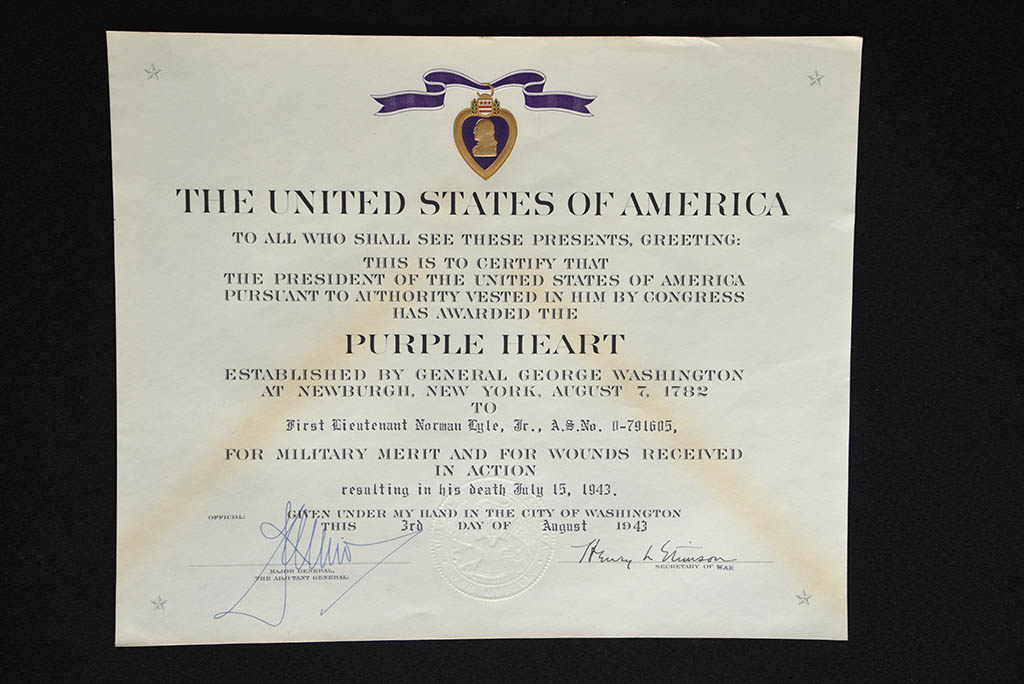 THE UNITED STATES OF AMERICA
TO ALL WHO SHALL SEE THESE PRESENTS, GREETING:
THIS IS TO CERTIFY THAT
THE PRESIDENT OF THE UNITED STATES OF AMERICA
PURSUANT TO AUTHORITY VESTED IN HIM BY CONGRESS
HAS AWARDED THE
PURPLE HEART
ESTABLISHED BY GENERAL GEORGE WASHINGTON
AT NEWBURGH, NEW YORK, AUGUST 7, 1782
TO
First Lieutenant Norman Lyle, Jr., A.S.No. O-791605,
FOR MILITARY MERIT AND FOR WOUNDS RECEIVED
IN ACTION
resulting in his death July 15, 1943.
OFFICIAL: GIVEN UNDER MY HAND IN THE CITY OF WASHINGTON
THIS 3rd DAY OF August 1943
Henry L Stimson
MAJOR GENERAL,
THE ADJUTANT GENERAL.
SECRETARY OF WAR